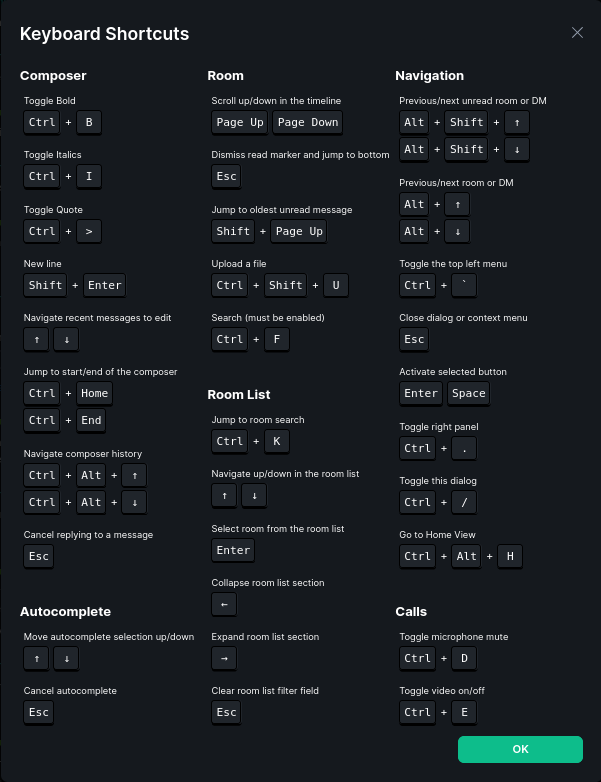 Keyboard Shortcuts
Composer
Toggle Bold
Ctrl + B
Toggle Italics
Ctrl + I
Toggle Quote
Ctrl + >
New line
Shift + Enter
Navigate recent messages to edit
↑ ↓
Jump to start/end of the composer
Ctrl + Home
Ctrl + End
Navigate composer history
Ctrl + Alt + ↑
Ctrl + Alt + ↓
Cancel replying to a message
Esc
Autocomplete
Move autocomplete selection up/down
↑ ↓
Cancel autocomplete
Esc
Room
Scroll up/down in the timeline
Page Up Page Down
Dismiss read marker and jump to bottom
Esc
Jump to oldest unread message
Shift + Page Up
Upload a file
Ctrl + Shift + U
Search (must be enabled)
Ctrl + F
Room List
Jump to room search
Ctrl + K
Navigate up/down in the room list
↑ ↓
Select room from the room list
Enter
Collapse room list section
←
Expand room list section
→
Clear room list filter field
Esc
Navigation
Previous/next unread room or DM
Alt + Shift + ↑
Alt + Shift + ↓
Previous/next room or DM
Alt + ↑
Alt + ↓
Toggle the top left menu
Ctrl + `
Close dialog or context menu
Esc
Activate selected button
Enter Space
Toggle right panel
Ctrl + .
Toggle this dialog
Ctrl + /
Go to Home View
Ctrl + Alt + H
Calls
Toggle microphone mute
Ctrl + D
Toggle video on/off
Ctrl + E
OK